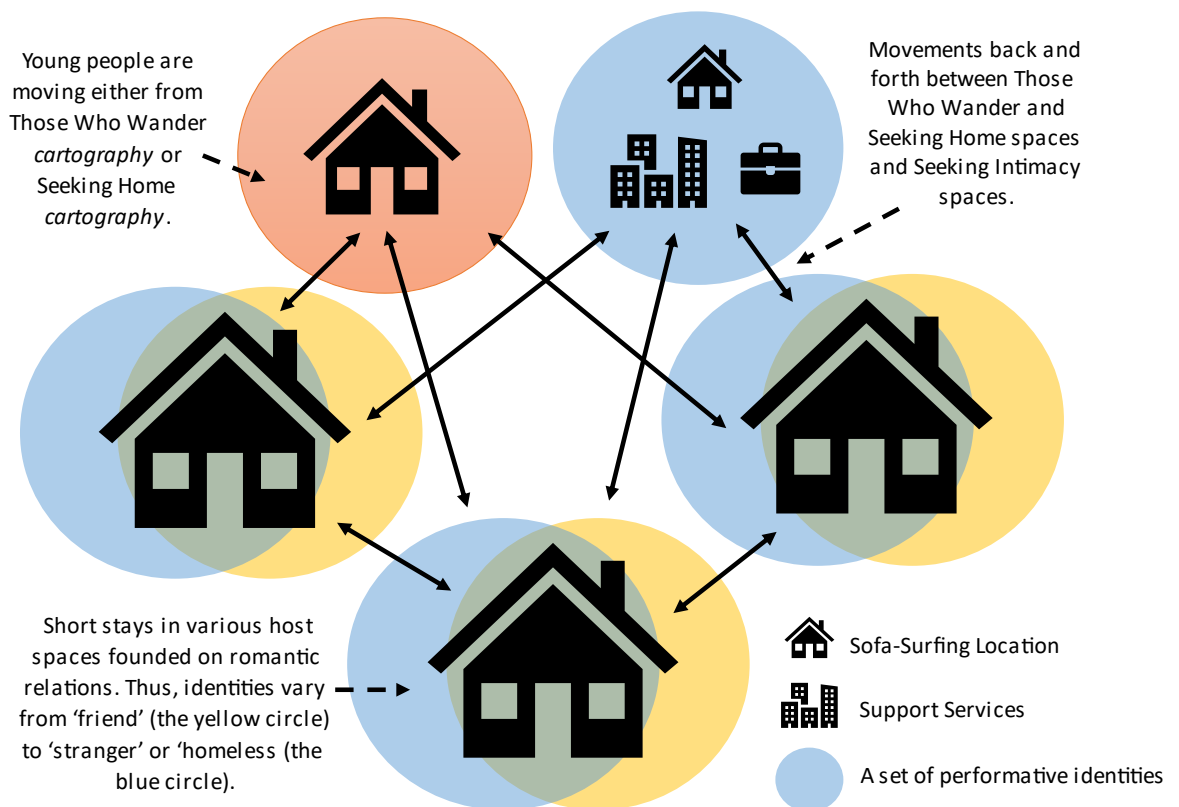 Young people are
moving either from
Those Who Wander
cartography or
Seeking Home
cartography.
Movements back and
forth between Those
Who Wander and
Seeking Home spaces
and Seeking Intimacy
spaces.
Short stays in various host
spaces founded on romantic
relations. Thus, identities vary
from ‘friend’ (the yellow circle)
to ‘stranger’ or ‘homeless (the
blue circle).
Sofa-Surfing Location
Support Services
A set of performative identities